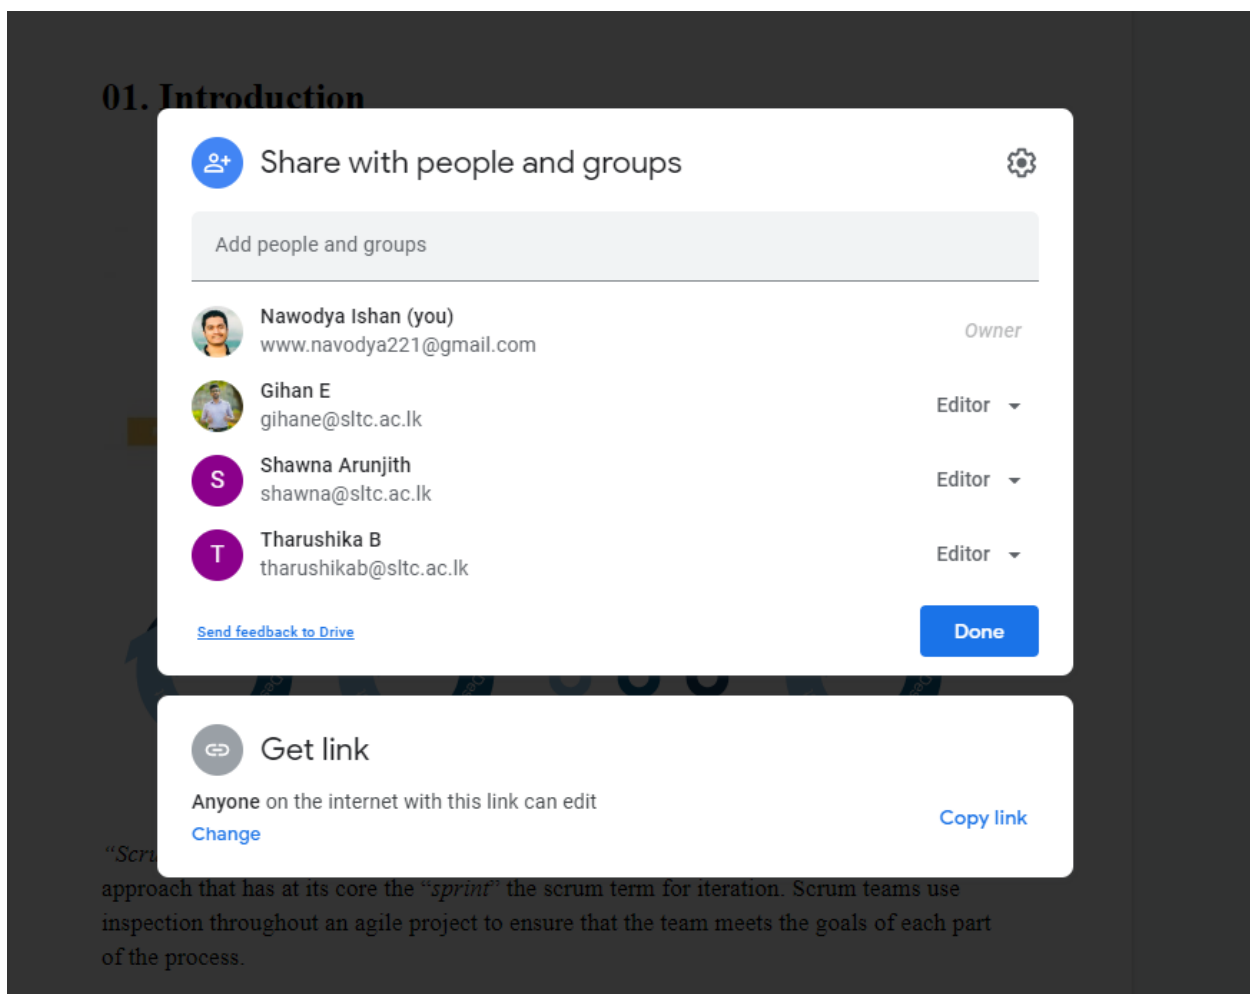 01. Introduction
Share with people and groups
Add people and groups
Nawodya Ishan (you)
www.navodya221@gmail.com
Owner
Gihan E
gihane@sltc.ac.lk
Editor
S
Shawna Arunjith
shawna@sltc.ac.lk
Editor
T
Tharushika B
tharushikab@sltc.ac.lk
Editor
Send feedback to Drive
Done
Get link
Anyone on the internet with this link can edit
Change
Copy link
approach that has at its core the “sprint” the scrum term for iteration. Scrum teams use
inspection throughout an agile project to ensure that the team meets the goals of each part
of the process.